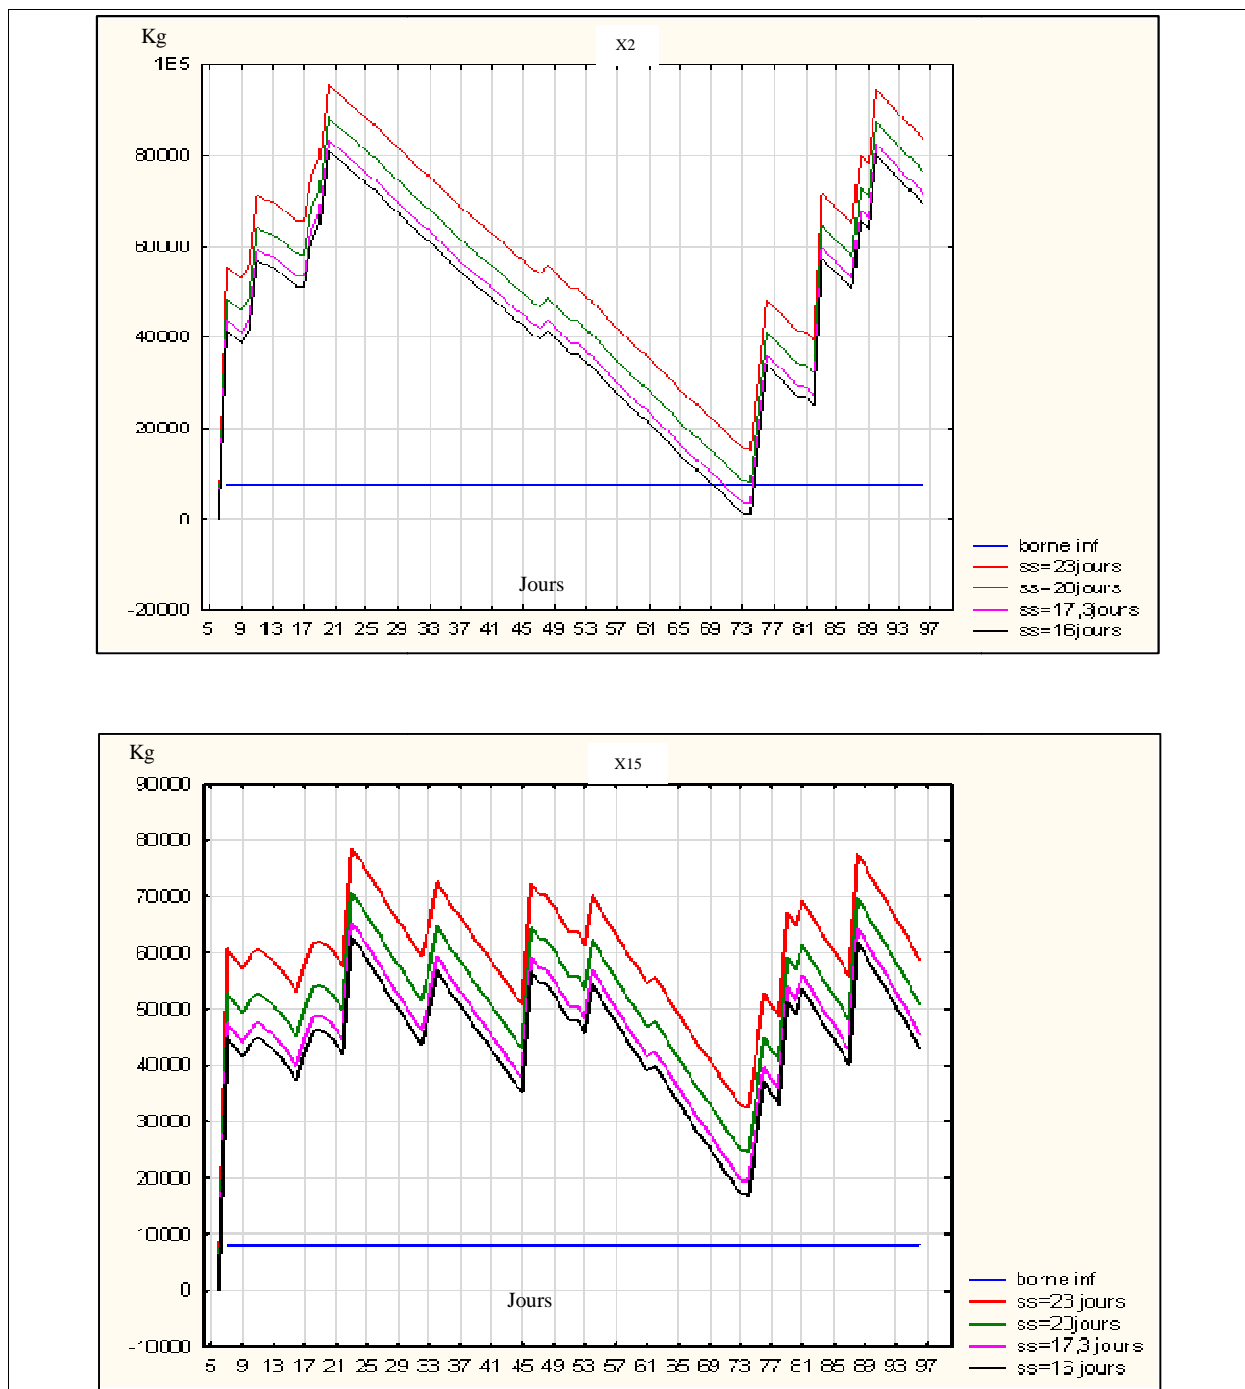 Kg
X2
1E5
80000
60000
40000
20000
0
-20000
Jours
5 9 13 17 21 25 29 33 37 41 45 49 53 57 61 65 69 73 77 81 85 89 93 97
borne inf
ss=23jours
ss=20jours
ss=17,3jours
ss=16jours
Kg
X15
90000
80000
70000
60000
50000
40000
30000
20000
10000
0
-10000
Jours
5 9 13 17 21 25 29 33 37 41 45 49 53 57 61 65 69 73 77 81 85 89 93 97
borne inf
ss=23 jours
ss=20jours
ss=17,3 jours
ss=16 jours